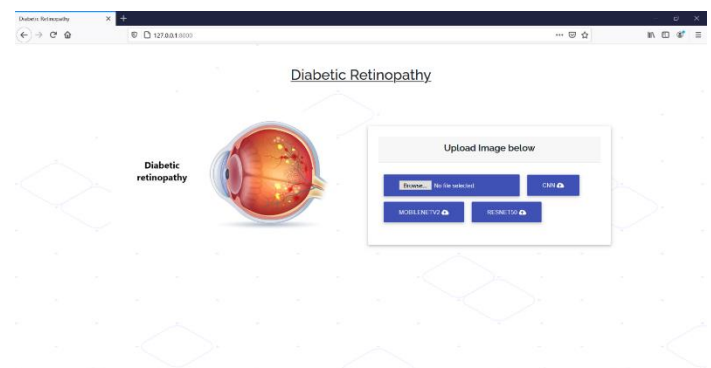 Diabetic Retinopathy
127.0.0.1:8000
Diabetic Retinopathy
Diabetic
retinopathy
Upload Image below
Browse... No file selected.
CNN
MOBILENETV2
RESNET50